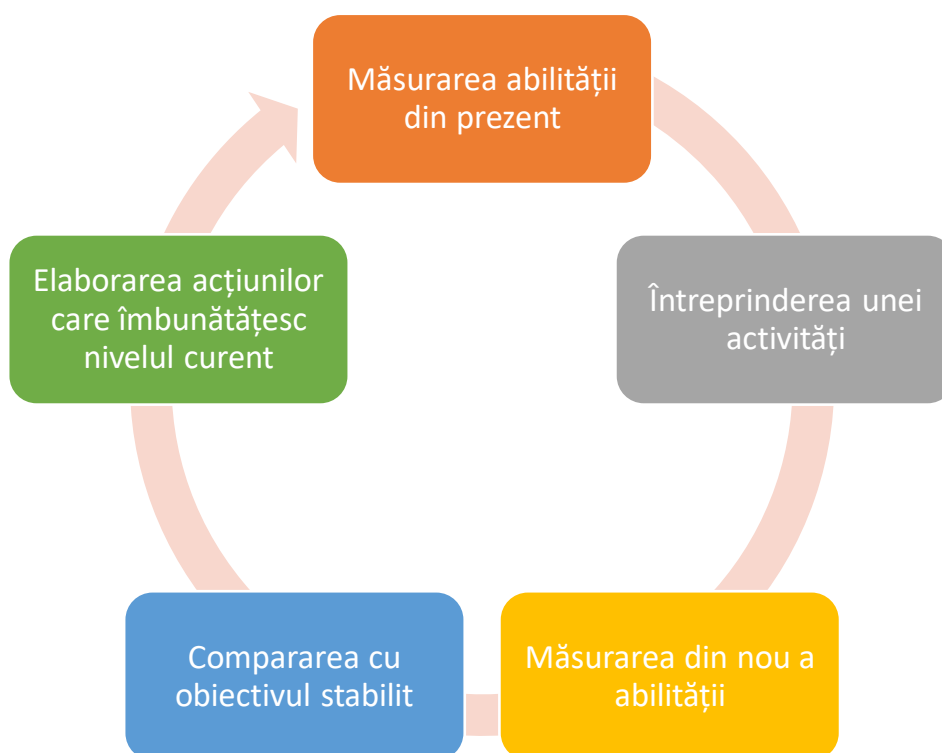 Măsurarea abilității
din prezent
Întreprinderea unei
activități
Măsurarea din nou a
abilității
Compararea cu
obiectivul stabilit
Elaborarea acțiunilor
care îmbunătățesc
nivelul curent